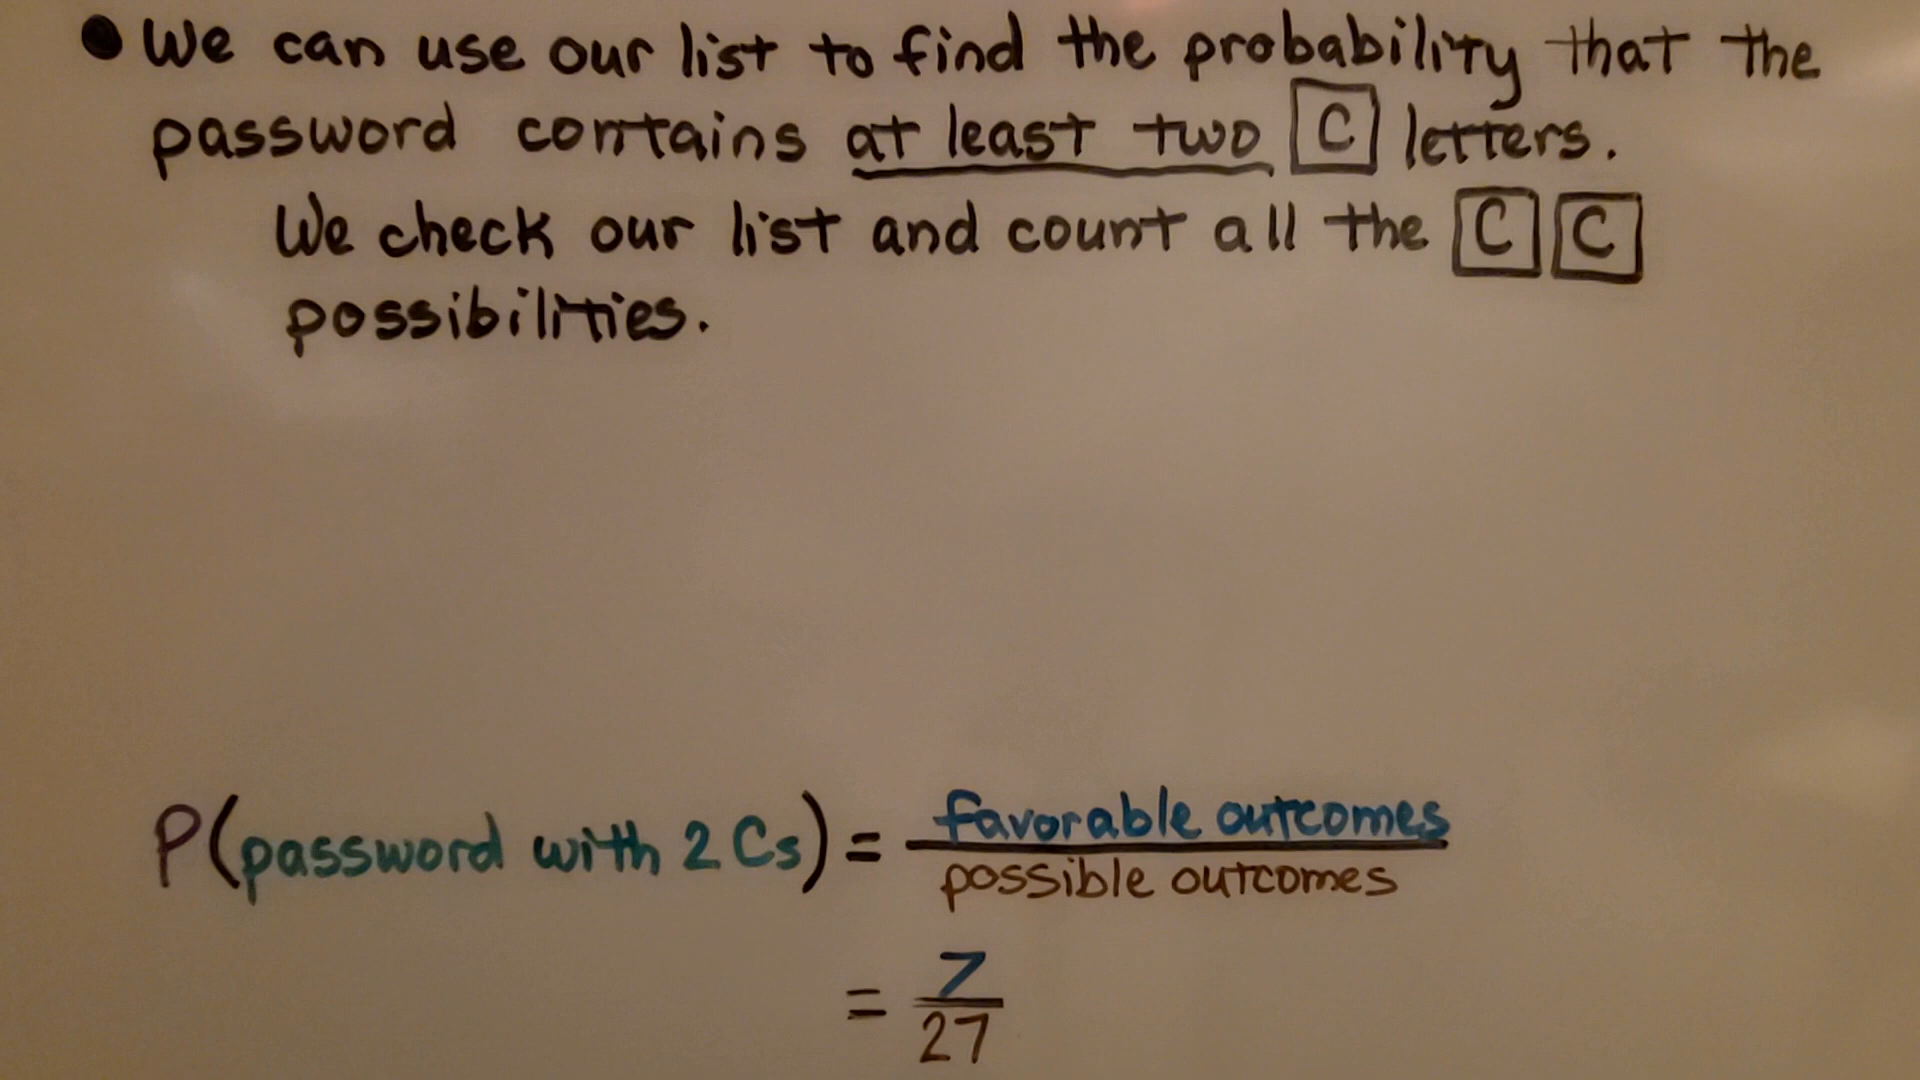 • We can use our list to find the probability that the
password contains at least two C letters.
We check our list and count all the C C
possibilities.
P(password with 2 Cs) = favorable outcomes
possible outcomes
= 7
27